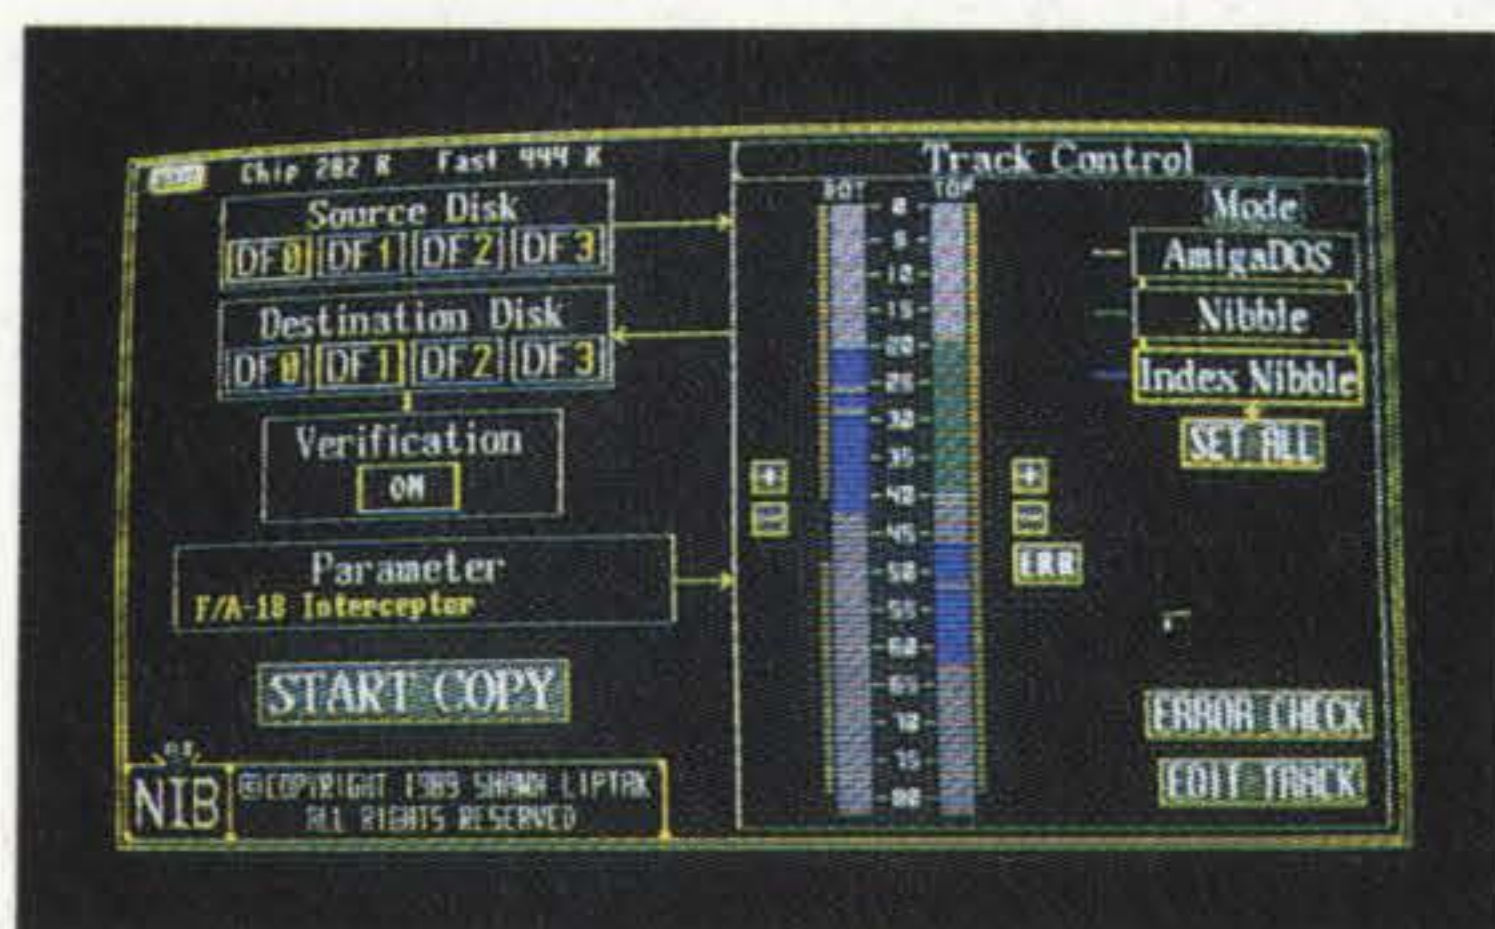 Chip 282 K Fast 444 K
Source Disk
DF0 DF1 DF2 DF3
Destination Disk
DF0 DF1 DF2 DF3
Verification
ON
Parameter
F/A-18 Interceptor
START COPY
NIB
©COPYRIGHT 1989 SHAWN LIPTAK
ALL RIGHTS RESERVED
Track Control
BOT TOP
0
5
10
15
20
25
30
35
40
45
50
55
60
65
70
75
80
+
+
ERR
Mode
AmigaDOS
Nibble
Index Nibble
SET ALL
ERROR CHECK
EDIT TRACK